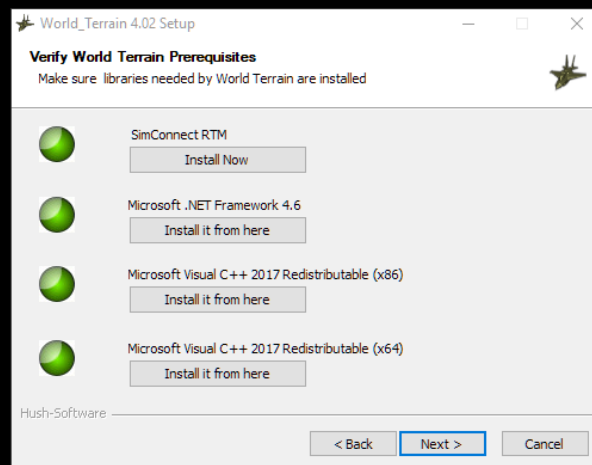 World_Terrain 4.02 Setup
Verify World Terrain Prerequisites
Make sure libraries needed by World Terrain are installed
SimConnect RTM
Install Now
Microsoft .NET Framework 4.6
Install it from here
Microsoft Visual C++ 2017 Redistributable (x86)
Install it from here
Microsoft Visual C++ 2017 Redistributable (x64)
Install it from here
Hush-Software
< Back Next > Cancel